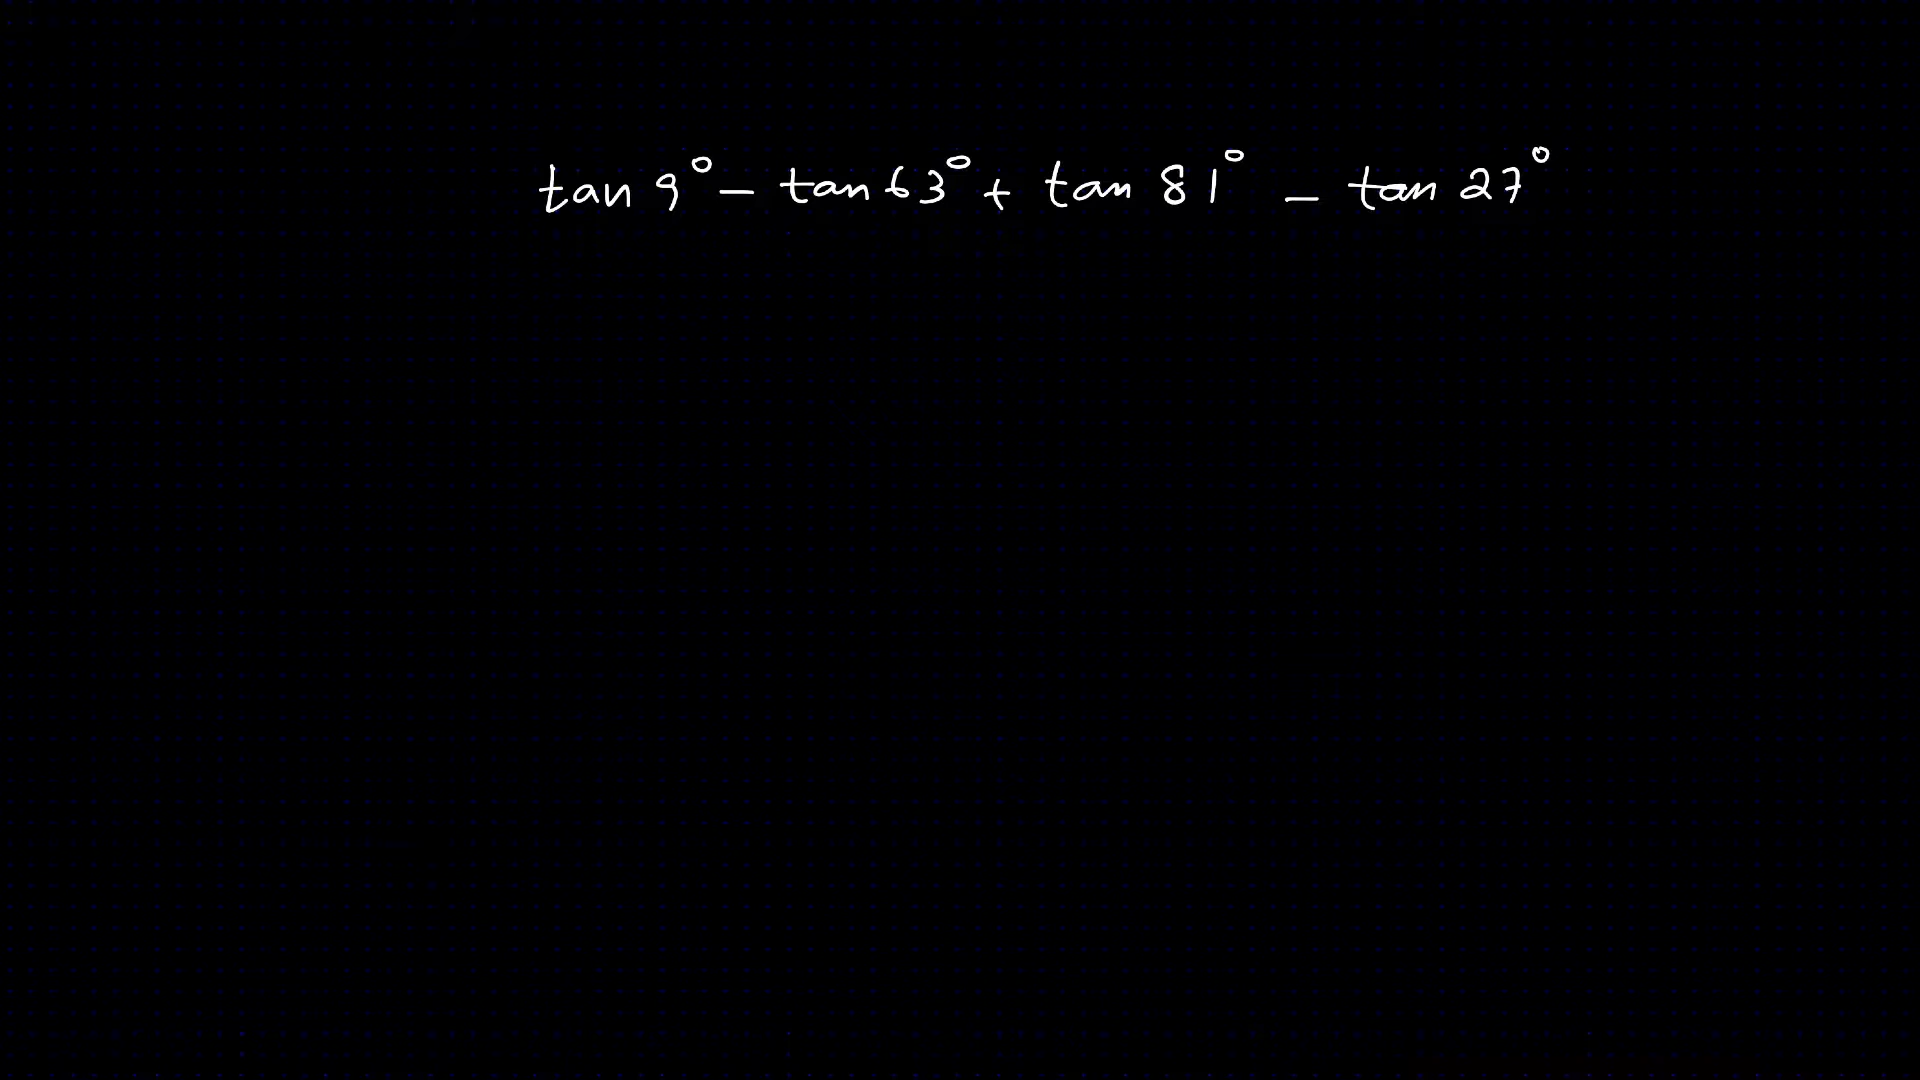 tan 9° – tan 63° + tan 81° – tan 27°